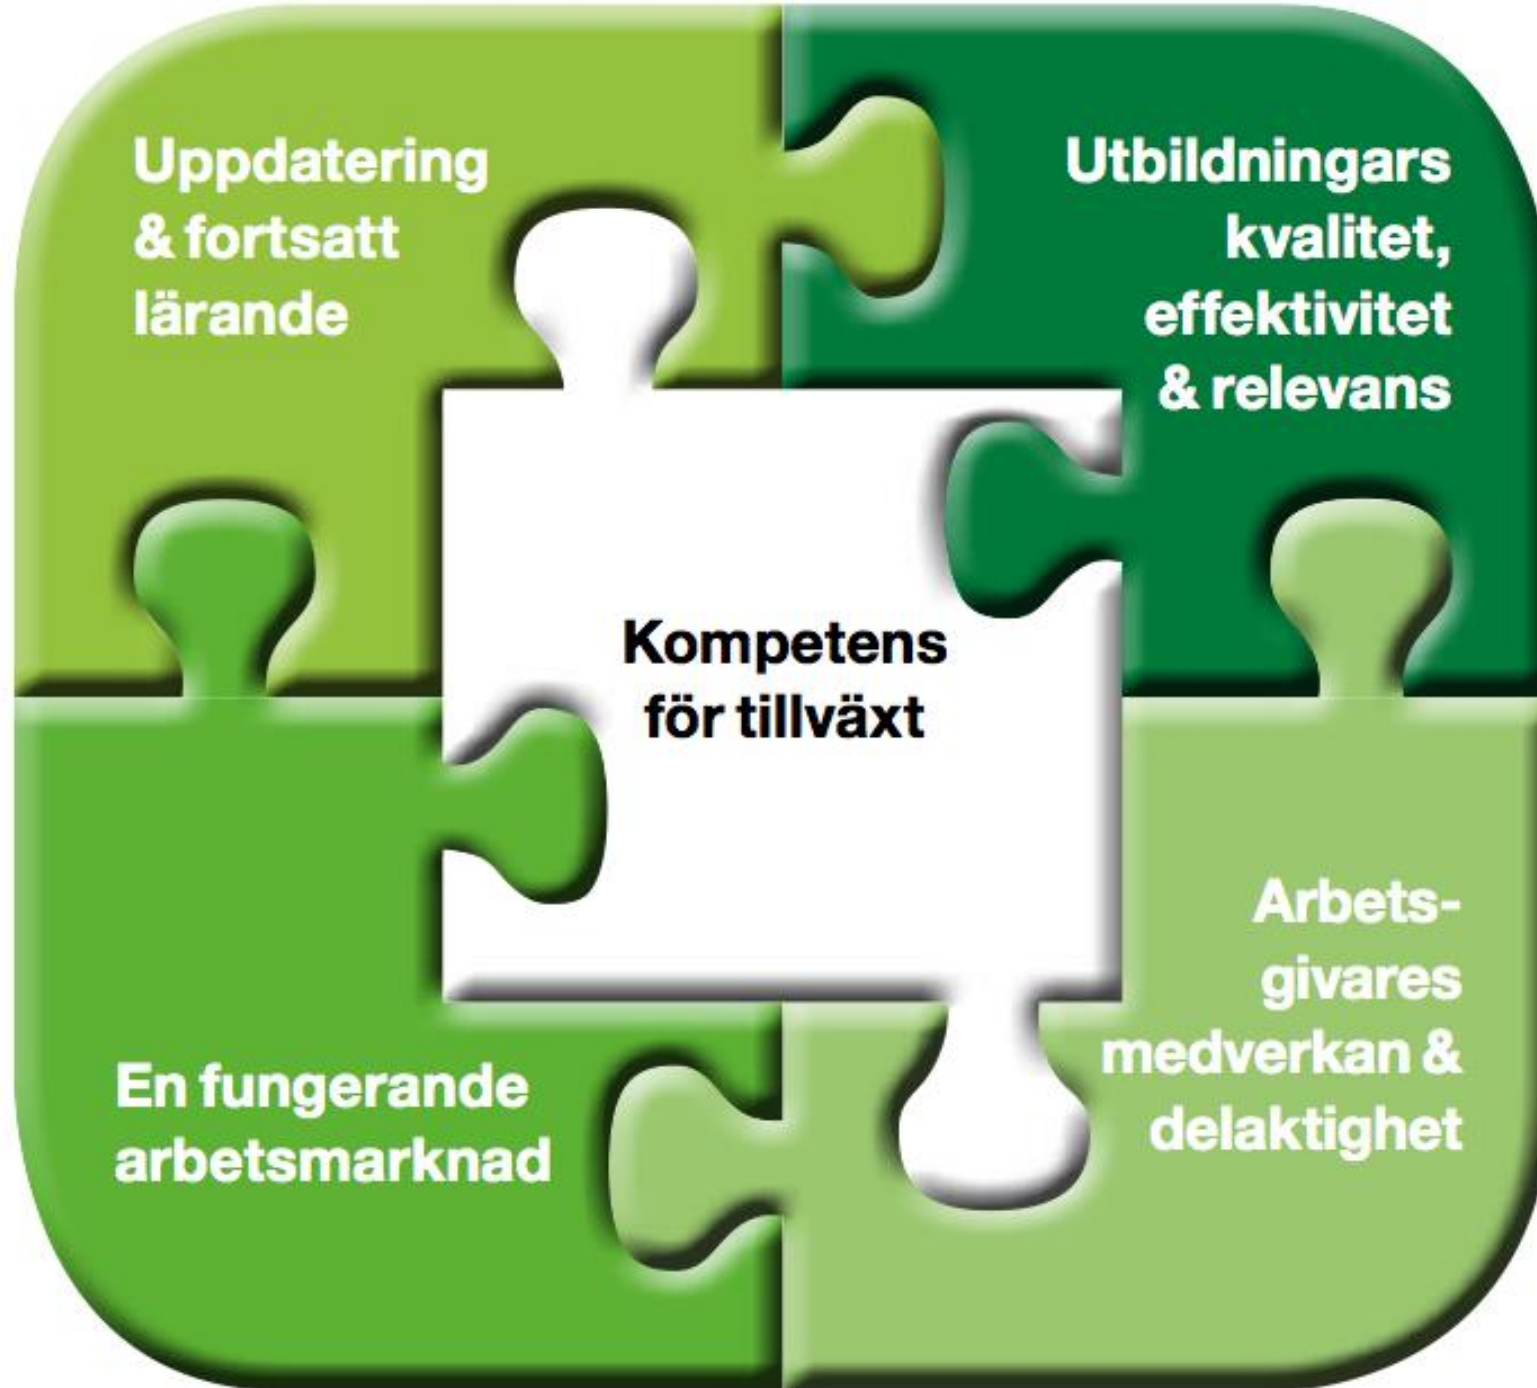 Uppdatering
& fortsatt
lärande
Utbildningars
kvalitet,
effektivitet
& relevans
Kompetens
för tillväxt
En fungerande
arbetsmarknad
Arbets-
givares
medverkan &
delaktighet